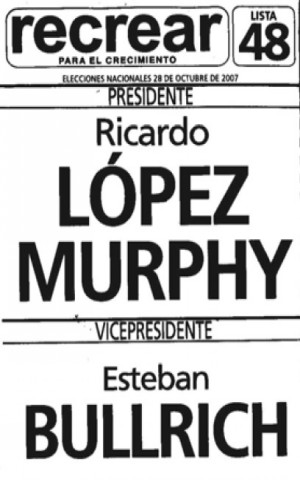 recrear
PARA EL CRECIMIENTO
LISTA
48
ELECCIONES NACIONALES 28 DE OCTUBRE DE 2007
PRESIDENTE
Ricardo
LÓPEZ
MURPHY
VICEPRESIDENTE
Esteban
BULLRICH